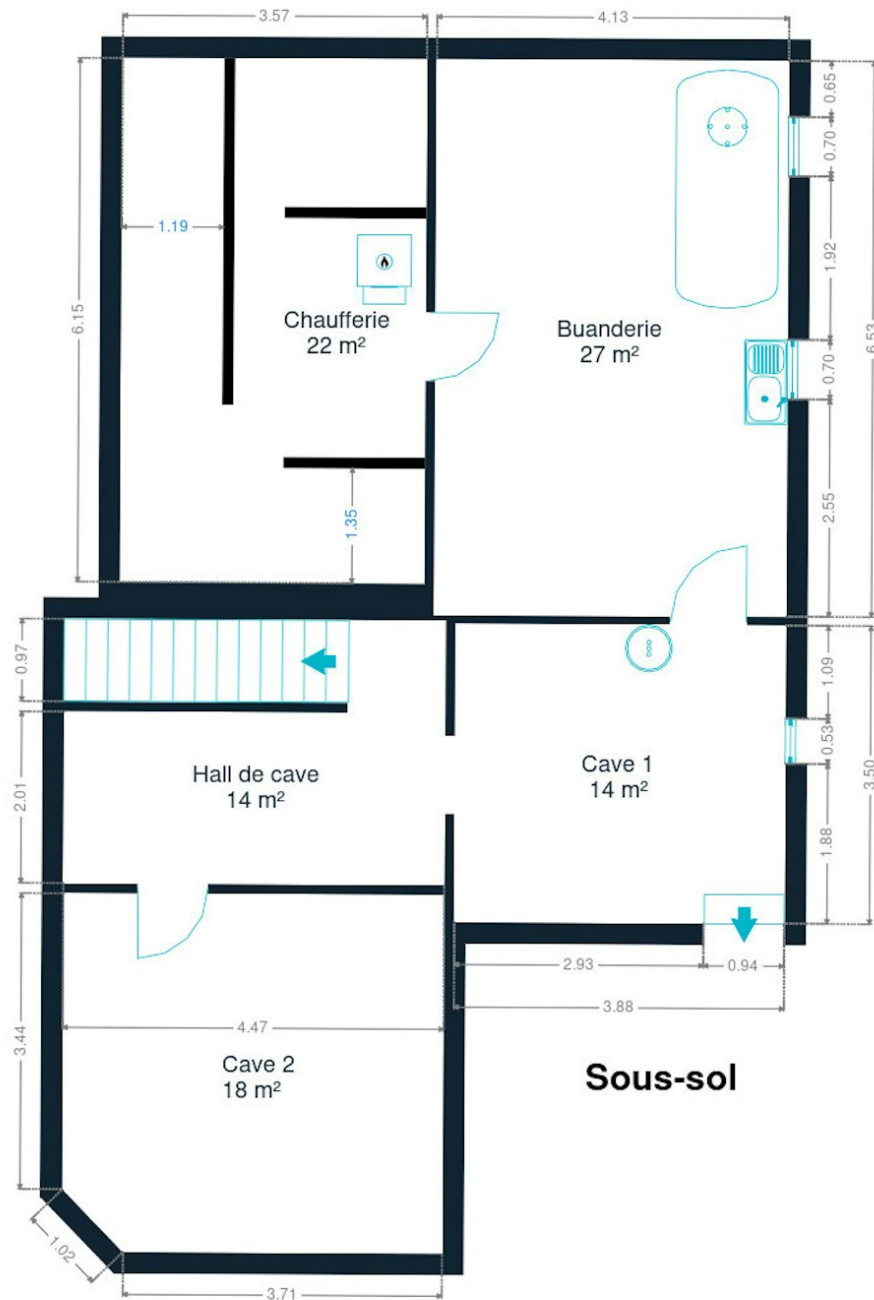 3.57
4.13
0.65
0.70
1.19
1.92
6.15
6.53
Chaufferie
22 m²
Buanderie
27 m²
0.70
1.35
2.55
0.97
1.09
Hall de cave
14 m²
Cave 1
14 m²
0.53
2.01
3.50
1.88
2.93
0.94
3.88
4.47
3.44
Cave 2
18 m²
Sous-sol
1.02
3.71